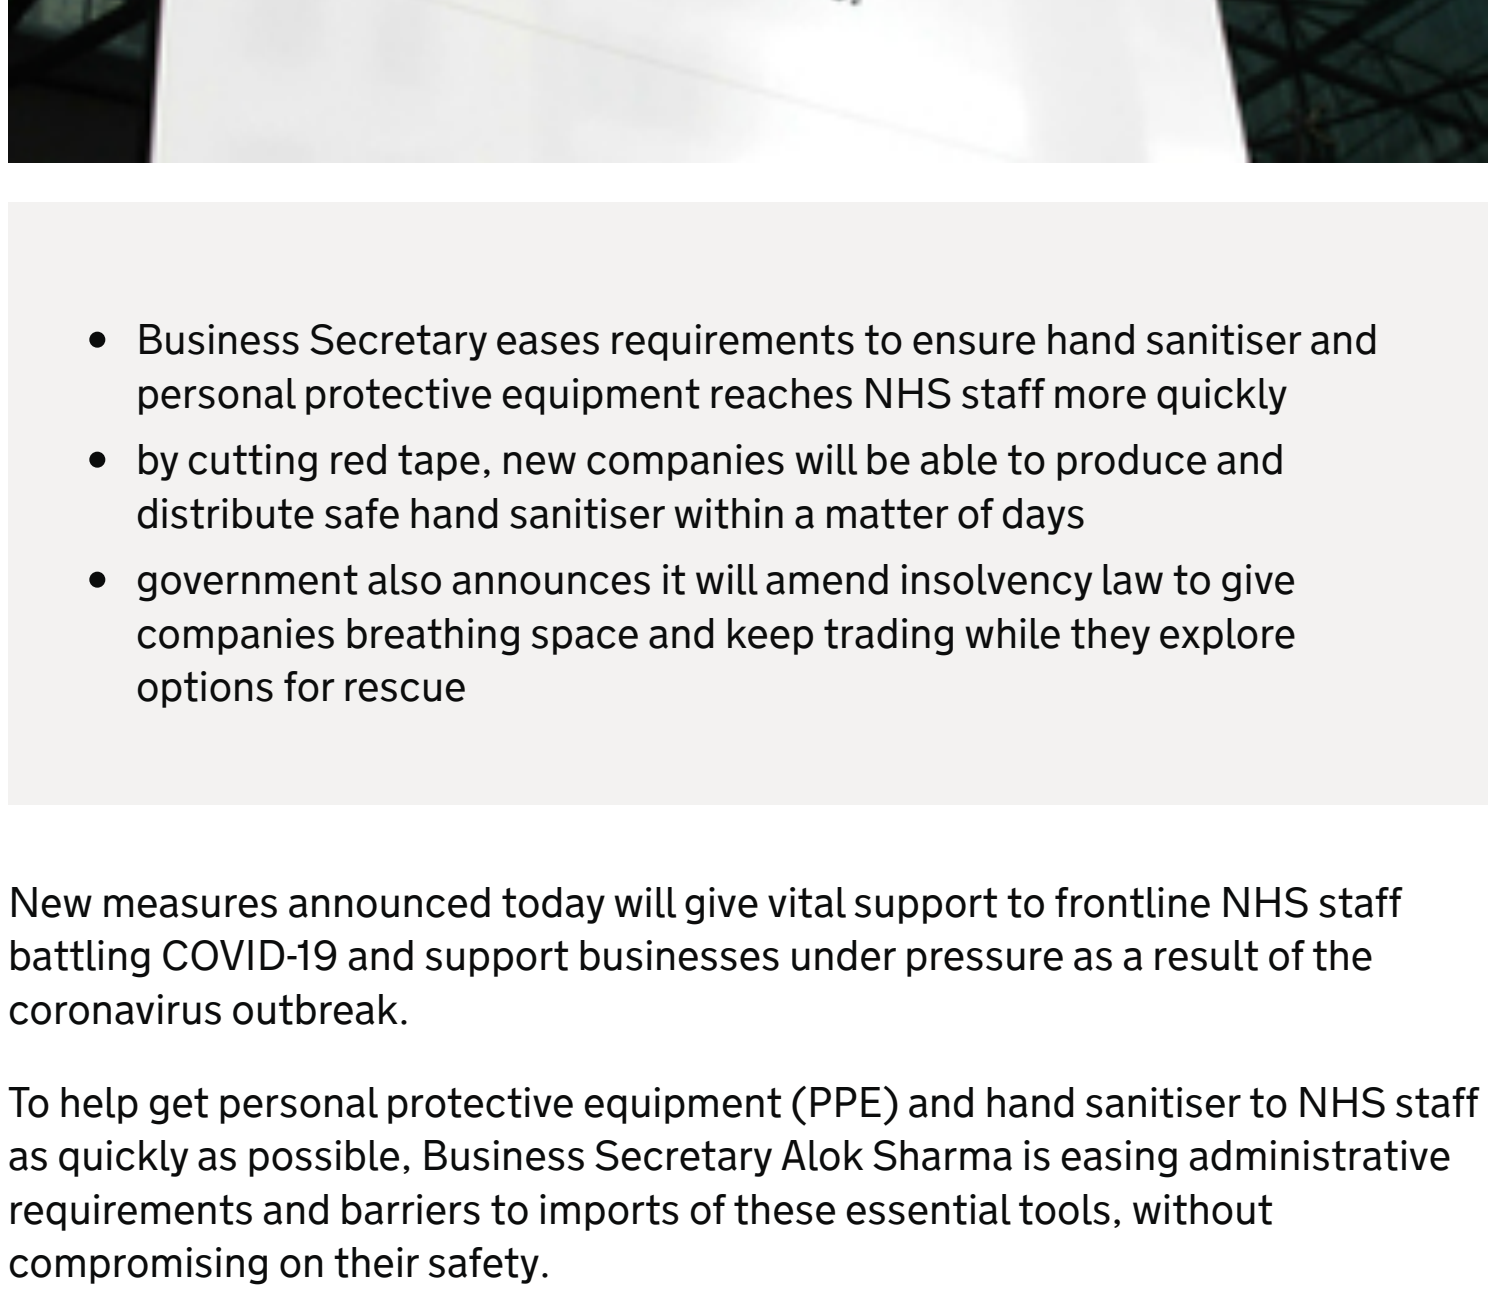 Business Secretary eases requirements to ensure hand sanitiser and
personal protective equipment reaches NHS staff more quickly
by cutting red tape, new companies will be able to produce and
distribute safe hand sanitiser within a matter of days
government also announces it will amend insolvency law to give
companies breathing space and keep trading while they explore
options for rescue
New measures announced today will give vital support to frontline NHS staff
battling COVID-19 and support businesses under pressure as a result of the
coronavirus outbreak.
To help get personal protective equipment (PPE) and hand sanitiser to NHS staff
as quickly as possible, Business Secretary Alok Sharma is easing administrative
requirements and barriers to imports of these essential tools, without
compromising on their safety.